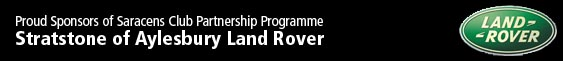 Proud Sponsors of Saracens Club Partnership Programme
Stratstone of Aylesbury Land Rover
LAND-
-ROVER